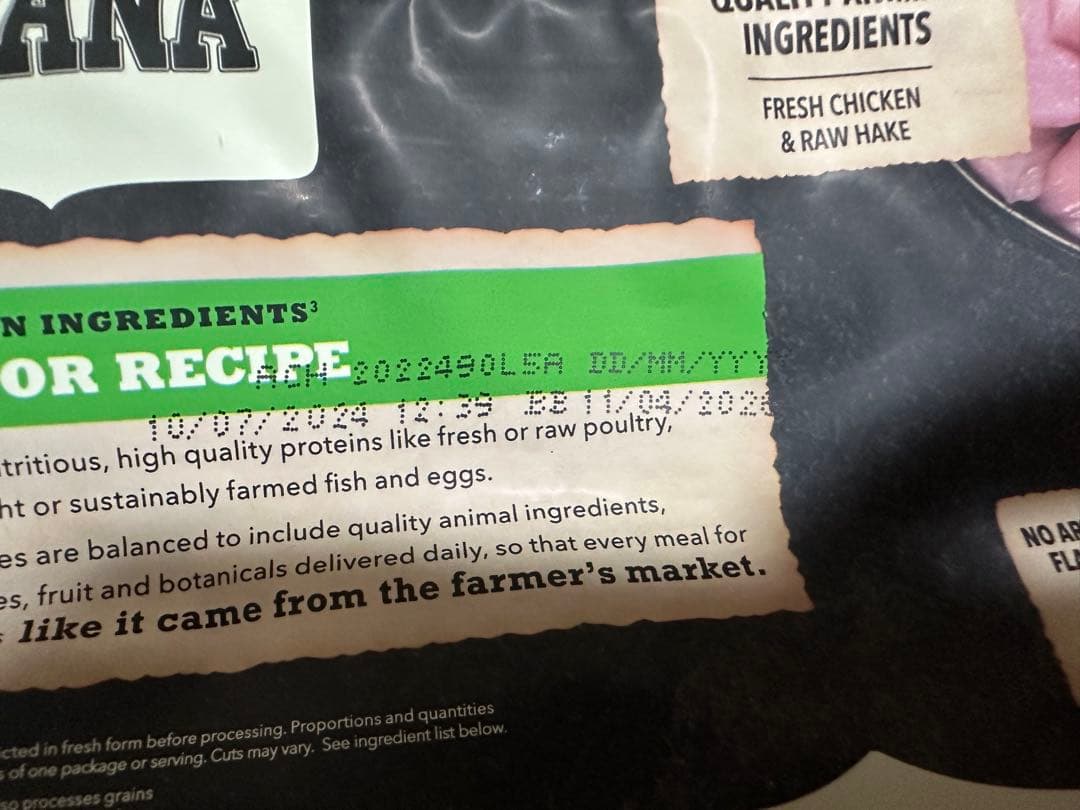 ANA
INGREDIENTS
FRESH CHICKEN
& RAW HAKE
N INGREDIENTS³
OR RECIPE
2022490L5A DD/MM/YYY
10/07/2024 12:39 BB 11/04/202
tritious, high quality proteins like fresh or raw poultry,
ht or sustainably farmed fish and eggs.
es are balanced to include quality animal ingredients,
es, fruit and botanicals delivered daily, so that every meal for
like it came from the farmer's market.
NO AR
FLA
cted in fresh form before processing. Proportions and quantities
s of one package or serving. Cuts may vary. See ingredient list below.
so processes grains